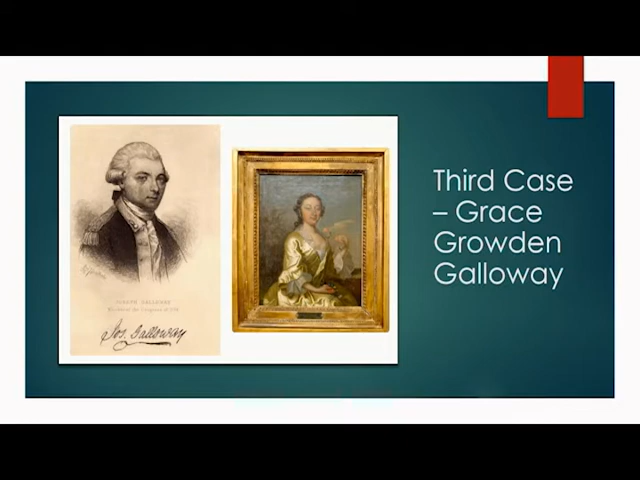 Third Case
– Grace
Growden
Galloway
JOSEPH GALLOWAY
Jos. Galloway